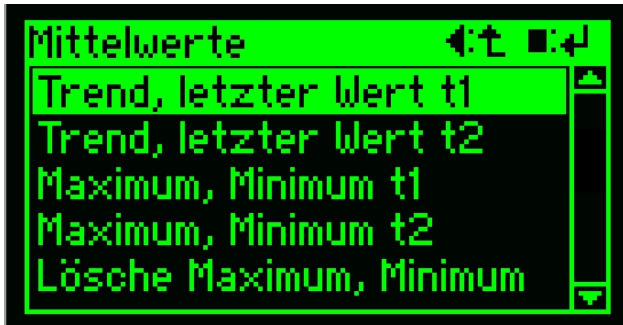 Mittelwerte
Trend, letzter Wert t1
Trend, letzter Wert t2
Maximum, Minimum t1
Maximum, Minimum t2
Lösche Maximum, Minimum